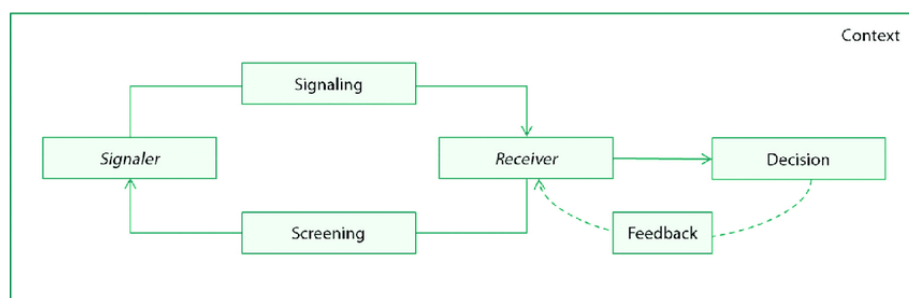 Context
Signaling
Signaler
Receiver
Decision
Screening
Feedback